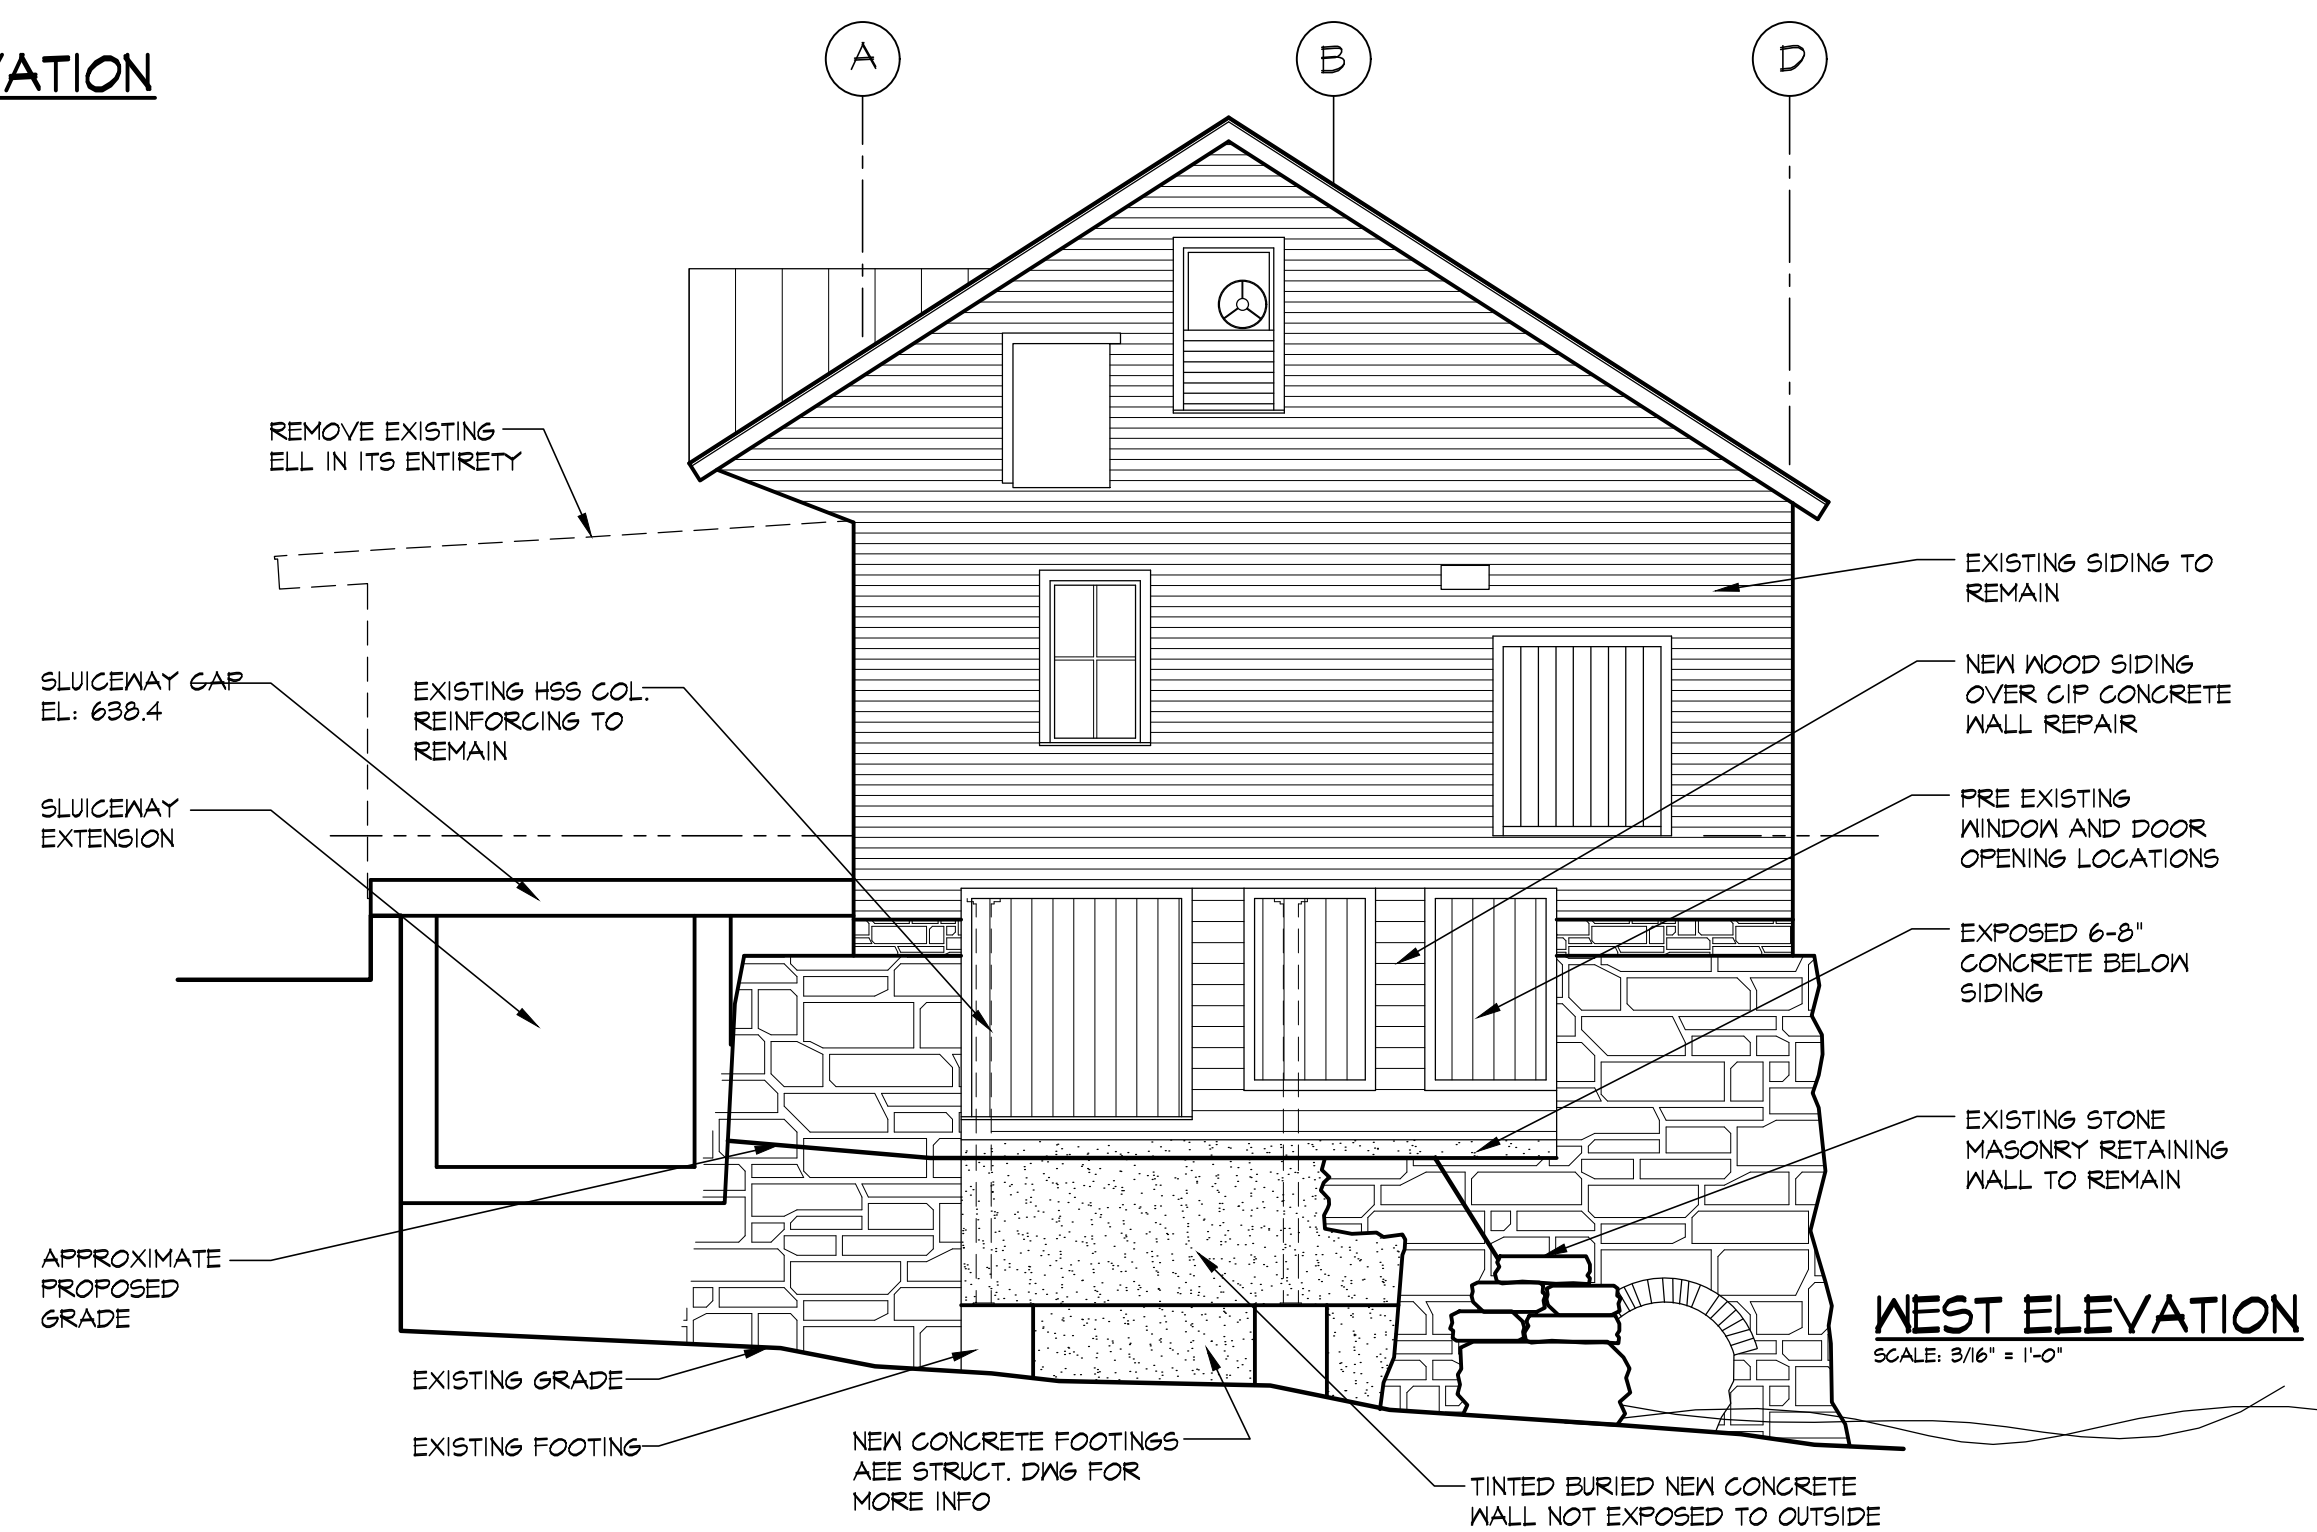 VATION
A
B
D
REMOVE EXISTING
ELL IN ITS ENTIRETY
SLUICEWAY CAP
EL: 638.4
EXISTING HSS COL.
REINFORCING TO
REMAIN
SLUICEWAY
EXTENSION
APPROXIMATE
PROPOSED
GRADE
EXISTING GRADE
EXISTING FOOTING
NEW CONCRETE FOOTINGS
AEE STRUCT. DWG FOR
MORE INFO
TINTED BURIED NEW CONCRETE
WALL NOT EXPOSED TO OUTSIDE
EXISTING SIDING TO
REMAIN
NEW WOOD SIDING
OVER CIP CONCRETE
WALL REPAIR
PRE EXISTING
WINDOW AND DOOR
OPENING LOCATIONS
EXPOSED 6-8"
CONCRETE BELOW
SIDING
EXISTING STONE
MASONRY RETAINING
WALL TO REMAIN
WEST ELEVATION
SCALE: 3/16" = 1'-0"